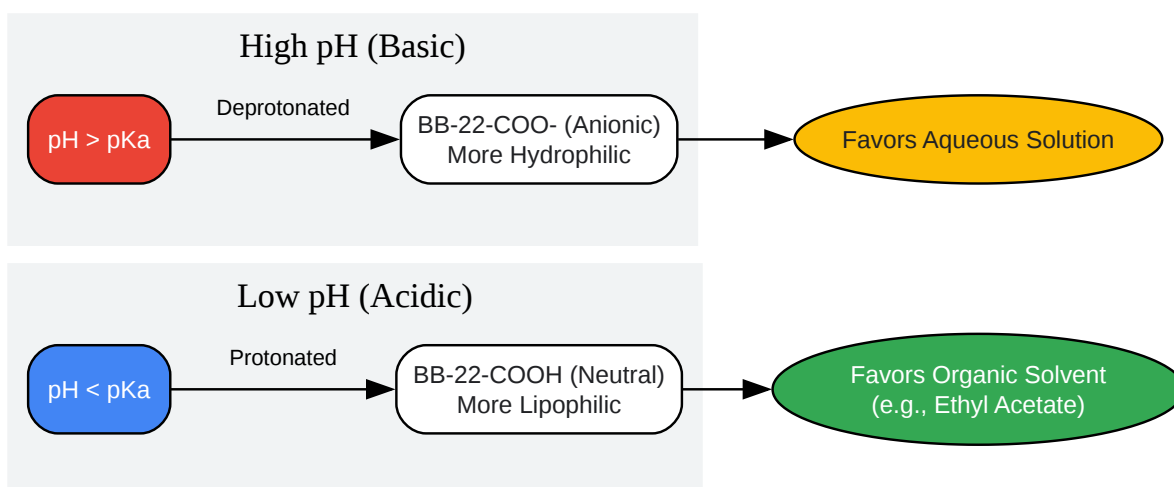 High pH (Basic)
pH > pKa
Deprotonated
BB-22-COO- (Anionic)
More Hydrophilic
Favors Aqueous Solution
Low pH (Acidic)
pH < pKa
Protonated
BB-22-COOH (Neutral)
More Lipophilic
Favors Organic Solvent
(e.g., Ethyl Acetate)